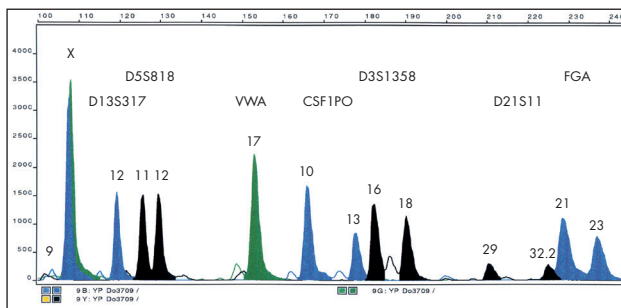 100 120 130 140 150 160 170 180 190 200 210 220 230 240
4000
X
D5S818
D3S1358
FGA
3500
D13S317
VWA
CSF1PO
D21S11
3000
2500
17
2000
12
11
12
10
16
18
21
1500
1000
13
23
500
9
29
32.2
0
9B: YP Do3709 /
9G: YP Do3709 /
9Y: YP Do3709 /